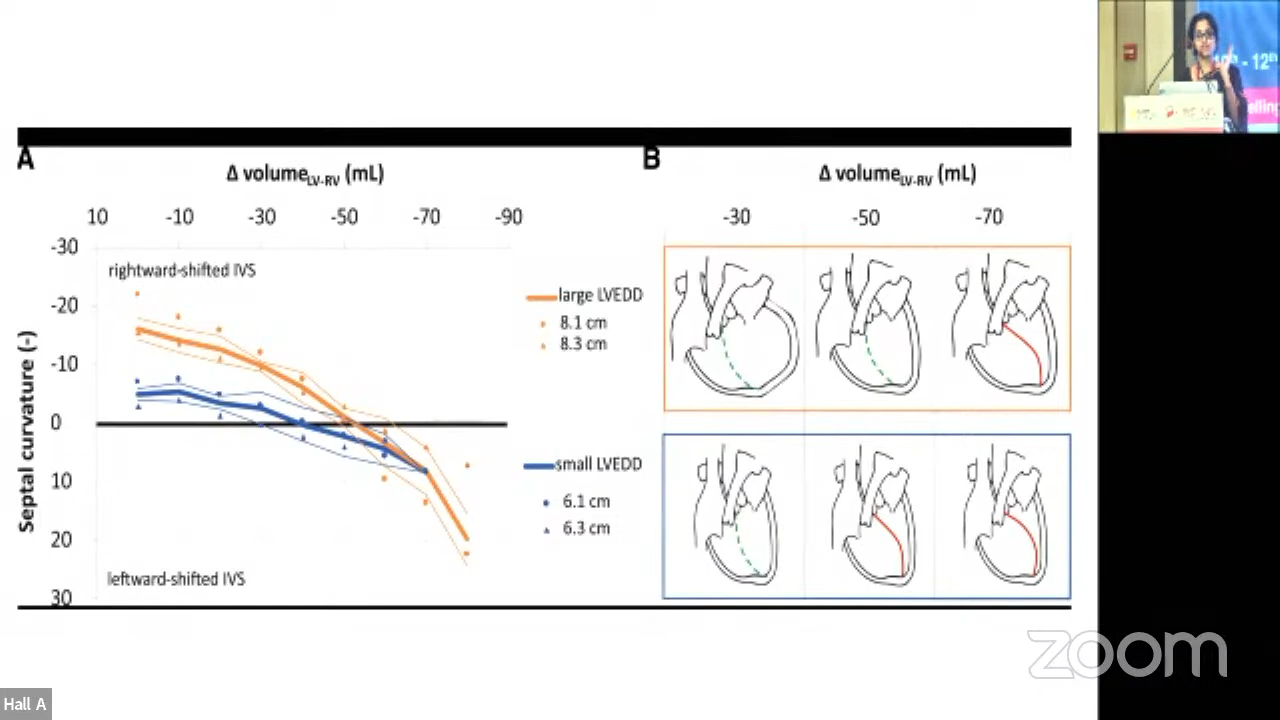 A
Δ volumeLV-RV (mL)
10 -10 -30 -50 -70 -90
-30
-20
-10
0
10
20
30
Septal curvature (-)
rightward-shifted IVS
leftward-shifted IVS
large LVEDD
8.1 cm
8.3 cm
small LVEDD
6.1 cm
6.3 cm
B
Δ volumeLV-RV (mL)
-30 -50 -70
- 12th
elling
zoom
Hall A